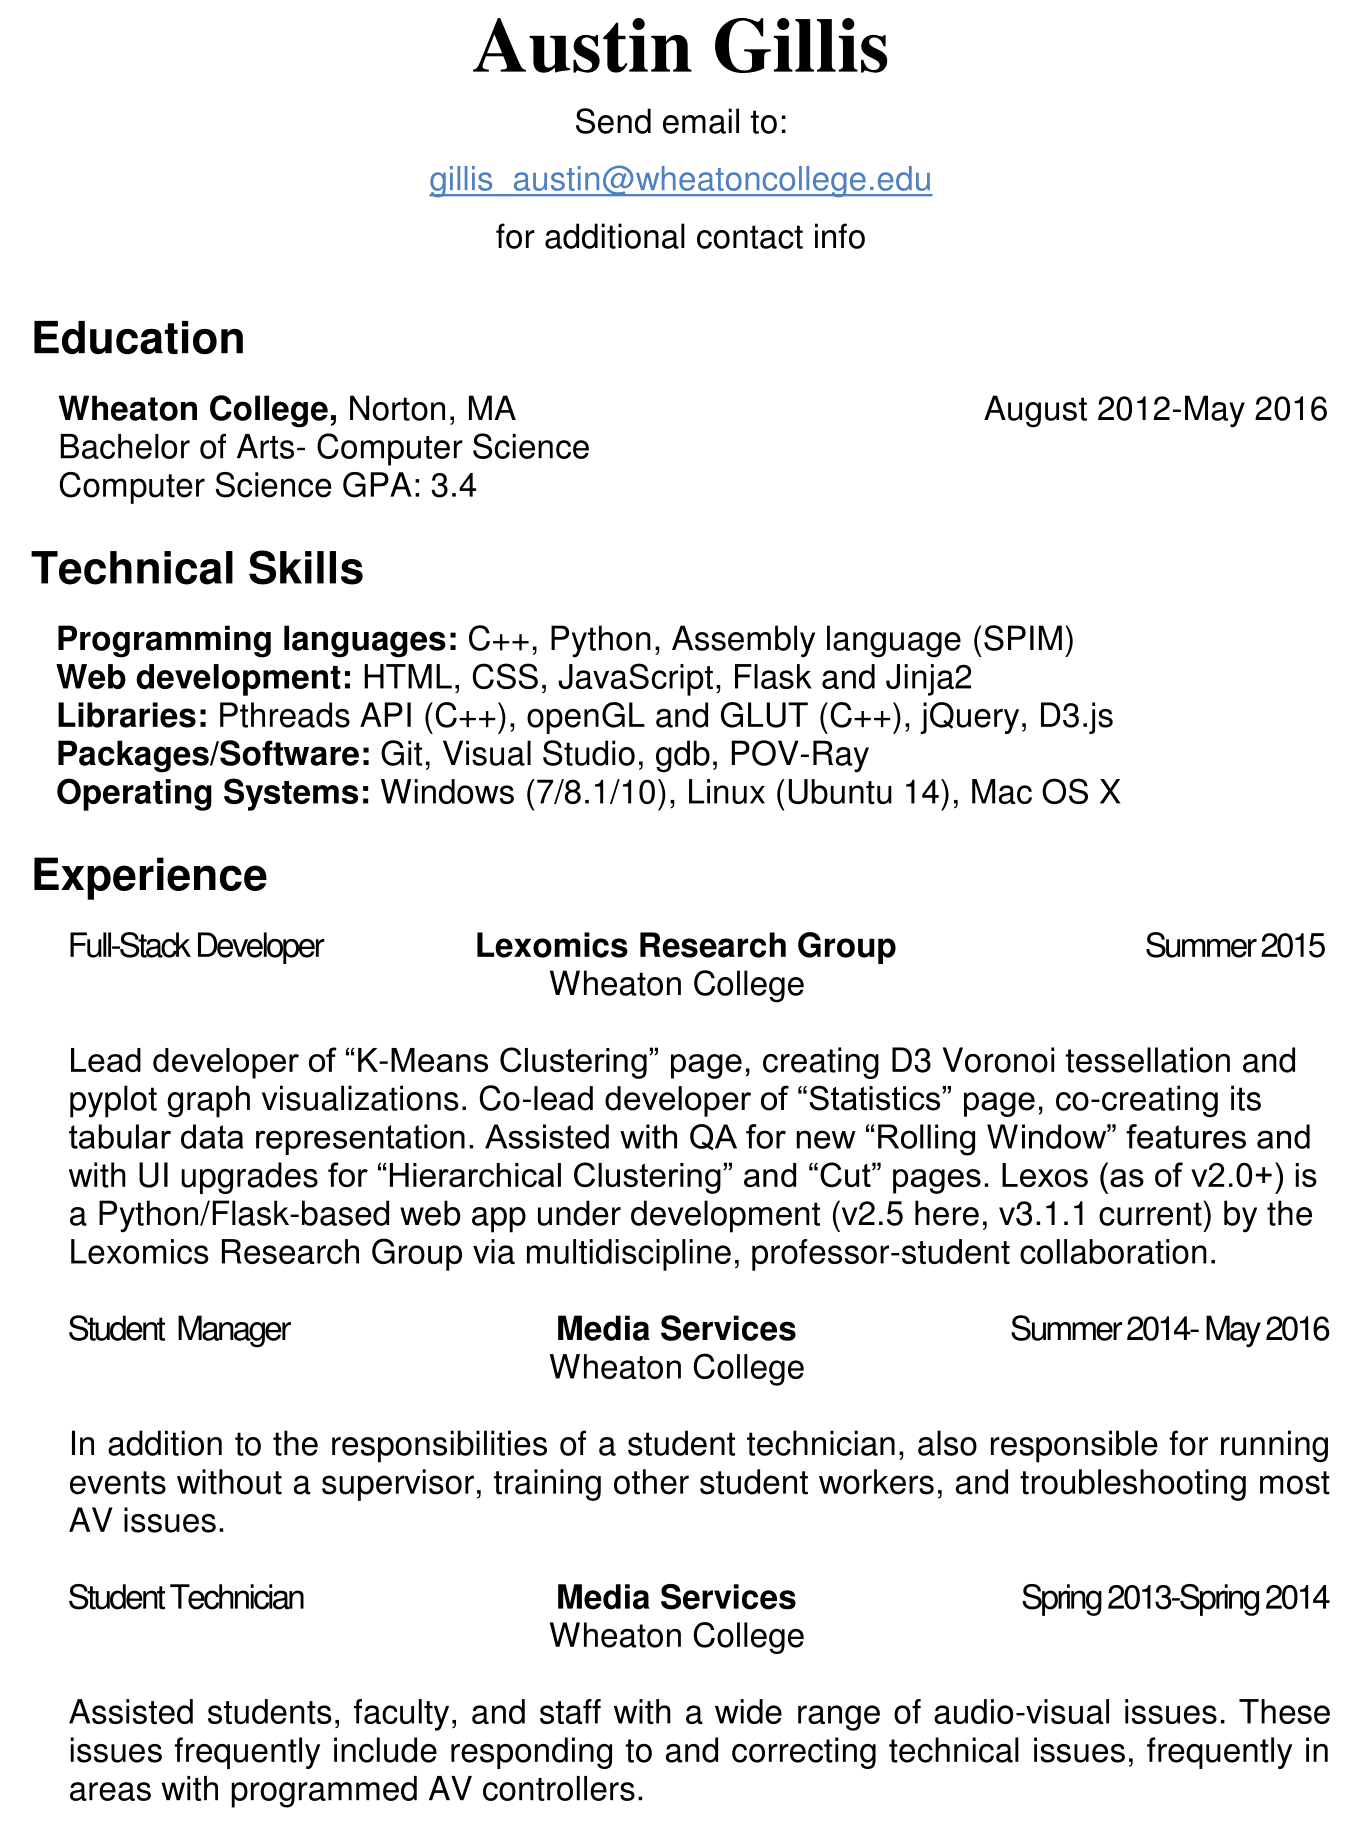 Austin Gillis
Send email to:
gillis_austin@wheatoncollege.edu
for additional contact info
Education
Wheaton College, Norton, MA August 2012-May 2016
Bachelor of Arts- Computer Science
Computer Science GPA: 3.4
Technical Skills
Programming languages: C++, Python, Assembly language (SPIM)
Web development: HTML, CSS, JavaScript, Flask and Jinja2
Libraries: Pthreads API (C++), openGL and GLUT (C++), jQuery, D3.js
Packages/Software: Git, Visual Studio, gdb, POV-Ray
Operating Systems: Windows (7/8.1/10), Linux (Ubuntu 14), Mac OS X
Experience
Full-Stack Developer Lexomics Research Group Summer 2015
Wheaton College
Lead developer of “K-Means Clustering” page, creating D3 Voronoi tessellation and
pyplot graph visualizations. Co-lead developer of “Statistics” page, co-creating its
tabular data representation. Assisted with QA for new “Rolling Window” features and
with UI upgrades for “Hierarchical Clustering” and “Cut” pages. Lexos (as of v2.0+) is
a Python/Flask-based web app under development (v2.5 here, v3.1.1 current) by the
Lexomics Research Group via multidiscipline, professor-student collaboration.
Student Manager Media Services Summer 2014- May 2016
Wheaton College
In addition to the responsibilities of a student technician, also responsible for running
events without a supervisor, training other student workers, and troubleshooting most
AV issues.
Student Technician Media Services Spring 2013-Spring 2014
Wheaton College
Assisted students, faculty, and staff with a wide range of audio-visual issues. These
issues frequently include responding to and correcting technical issues, frequently in
areas with programmed AV controllers.